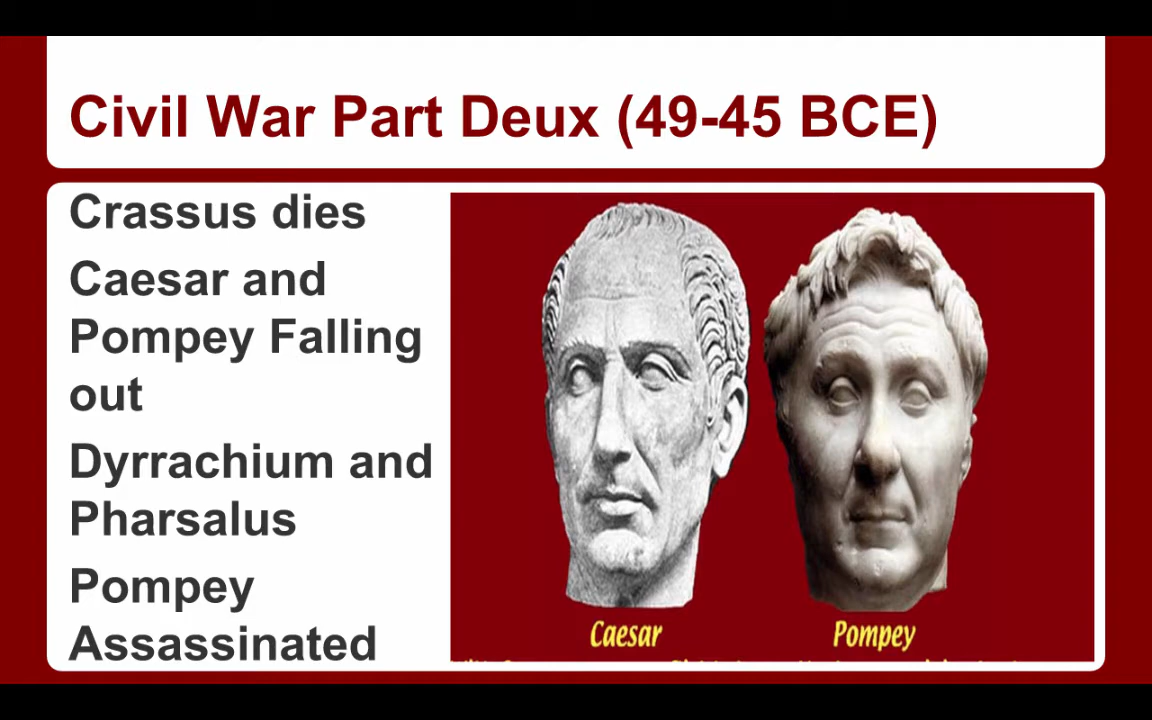 Civil War Part Deux (49-45 BCE)
Crassus dies
Caesar and
Pompey Falling
out
Dyrrachium and
Pharsalus
Pompey
Assassinated
Caesar
Pompey